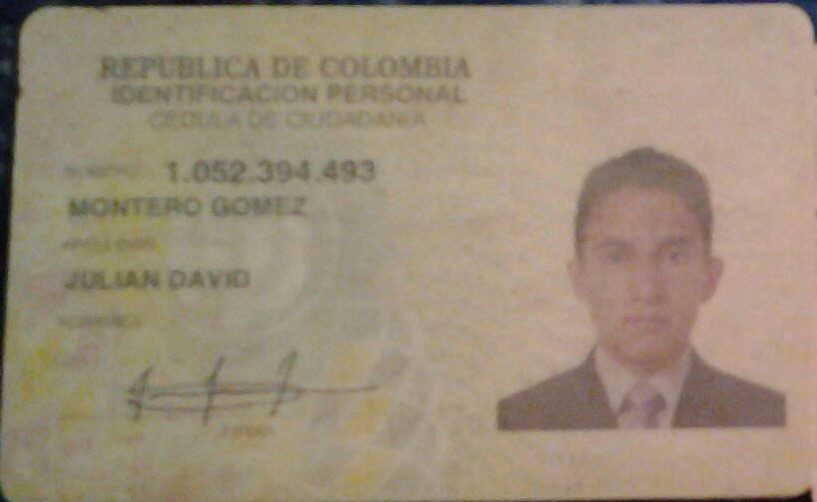 REPUBLICA DE COLOMBIA
IDENTIFICACION PERSONAL
CEDULA DE CIUDADANIA
NUMERO 1.052.394.493
MONTERO GOMEZ
APELLIDOS
JULIAN DAVID
NOMBRES
FIRMA